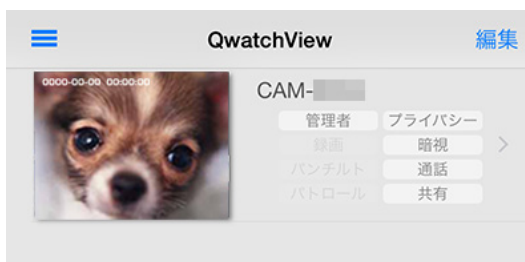 QwatchView
編集
0000-00-00 00:00:00
CAM-
管理者 プライバシー
録画 暗視
パンチルト 通話
パトロール 共有